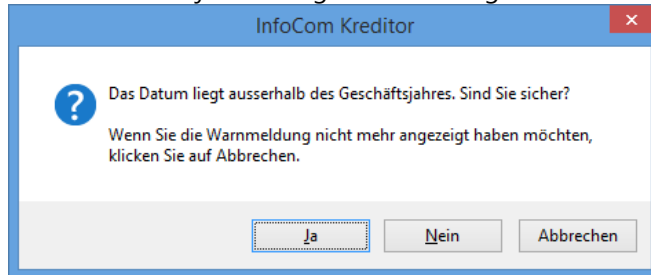 InfoCom Kreditor
Das Datum liegt ausserhalb des Geschäftsjahres. Sind Sie sicher?
Wenn Sie die Warnmeldung nicht mehr angezeigt haben möchten,
klicken Sie auf Abbrechen.
Ja Nein Abbrechen